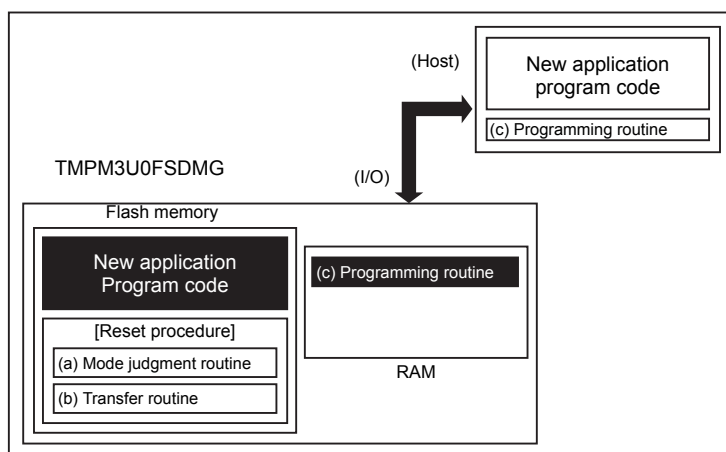 (Host)
New application
program code
(c) Programming routine
TMPM3U0FSDMG
(I/O)
Flash memory
New application
Program code
(c) Programming routine
[Reset procedure]
(a) Mode judgment routine
(b) Transfer routine
RAM